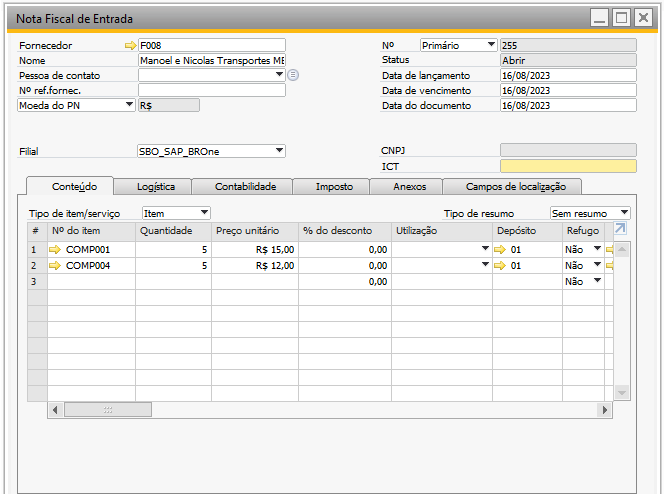 Nota Fiscal de Entrada
Fornecedor F008 Nº Primário 255
Nome Manoel e Nicolas Transportes ME Status Abrir
Pessoa de contato Data de lançamento 16/08/2023
Nº ref.fornec. Data de vencimento 16/08/2023
Moeda do PN R$ Data do documento 16/08/2023
Filial SBO_SAP_BROne CNPJ
ICT
Conteúdo Logística Contabilidade Imposto Anexos Campos de localização
Tipo de item/serviço Item Tipo de resumo Sem resumo
# Nº do item Quantidade Preço unitário % do desconto Utilização Depósito Refugo
1 COMP001 5 R$ 15,00 0,00 01 Não
2 COMP004 5 R$ 12,00 0,00 01 Não
3 0,00 Não